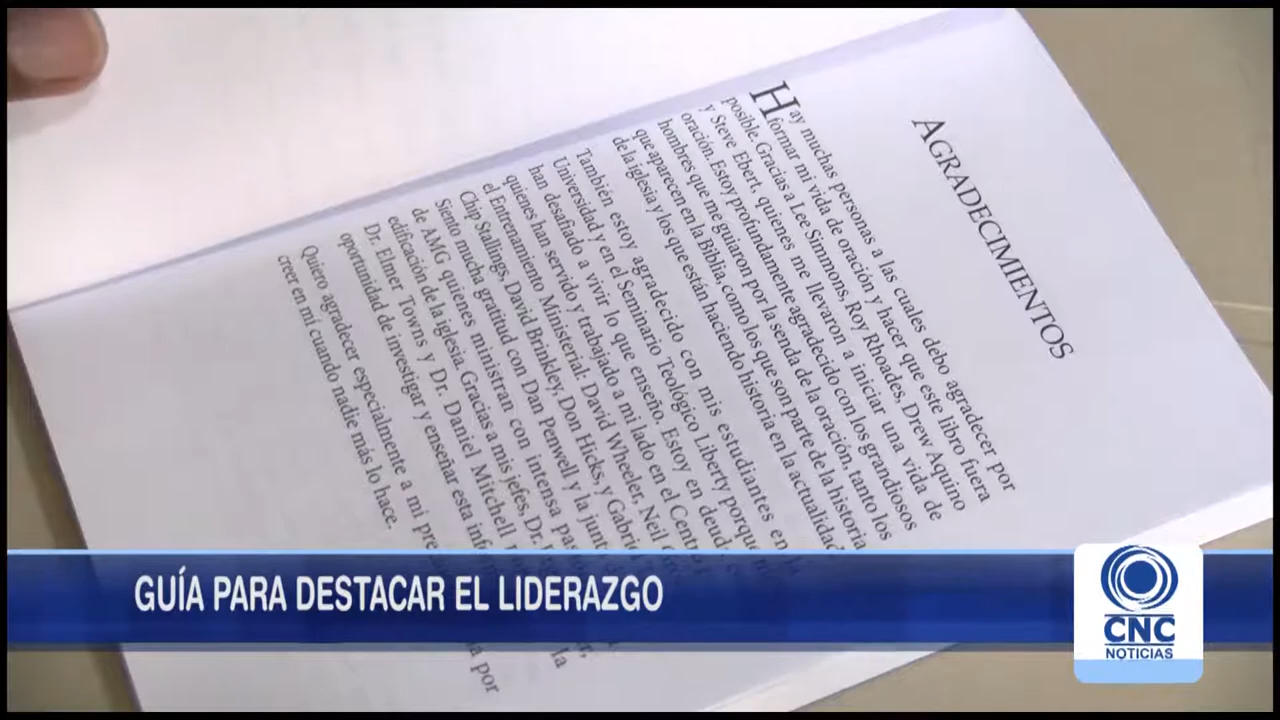 AGRADECIMIENTOS
Hay muchas personas a las cuales debo agradecer por
formar mi vida de oración y hacer que este libro fuera
posible. Gracias a Lee Simmons, Roy Rhoades, Drew Aquino
y Steve Ebert, quienes me llevaron a iniciar una vida de
oración. Estoy profundamente agradecido con los grandiosos
hombres que me guiaron por la senda de la oración, tanto los
que aparecen en la Biblia, como los que son parte de la historia
de la iglesia y los que están haciendo historia en la actualidad
También estoy agradecido con mis estudiantes en la
Universidad y en el Seminario Teológico Liberty porque
han desafiado a vivir lo que enseño. Estoy en
quienes han servido y trabajado a mi lado en el
el Entrenamiento Ministerial: David Wheeler, Neil
Chip Stallings, David Brinkley, Don Hicks, y
Siento mucha gratitud con Dan Penwell y la
de AMG quienes ministran con intensa la
edificación de la iglesia. Gracias a mis jefes, Dr.
Dr. Elmer Towns y Dr. Daniel Mitchell por
oportunidad de investigar y enseñar esta
Quiero agradecer especialmente a mi
creer en mí cuando nadie más lo hace.
GUÍA PARA DESTACAR EL LIDERAZGO
CNC
NOTICIAS